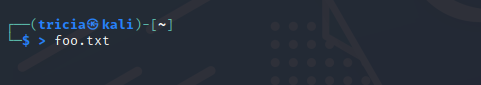 ┌──(tricia㉿kali)-[~]
└─$ > foo.txt